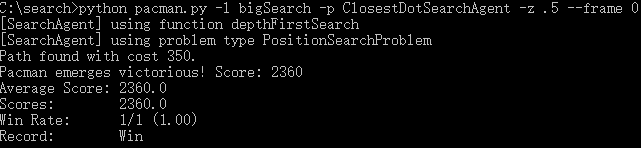 C:\search>python pacman.py -l bigSearch -p ClosestDotSearchAgent -z .5 --frame 0
[SearchAgent] using function depthFirstSearch
[SearchAgent] using problem type PositionSearchProblem
Path found with cost 350.
Pacman emerges victorious! Score: 2360
Average Score: 2360.0
Scores:        2360.0
Win Rate:      1/1 (1.00)
Record:        Win